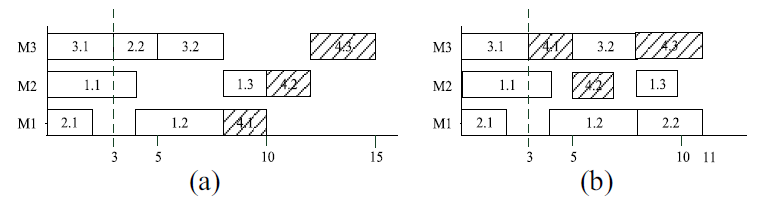 M3 3.1 2.2 3.2 4.3
M2 1.1 1.3 4.2
M1 2.1 1.2 4.1
3 5 10 15
(a)
M3 3.1 4.1 3.2 4.3
M2 1.1 4.2 1.3
M1 2.1 1.2 2.2
3 5 10 11
(b)